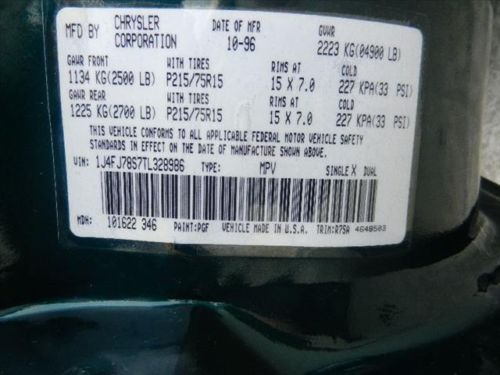 MFD BY CHRYSLER CORPORATION DATE OF MFR 10-96 GVWR 2223 KG(04900 LB)
GAWR FRONT WITH TIRES RIMS AT COLD
1134 KG(2500 LB) P215/75R15 15 X 7.0 227 KPA(33 PSI)
GAWR REAR WITH TIRES RIMS AT COLD
1225 KG(2700 LB) P215/75R15 15 X 7.0 227 KPA(33 PSI)
THIS VEHICLE CONFORMS TO ALL APPLICABLE FEDERAL MOTOR VEHICLE SAFETY
STANDARDS IN EFFECT ON THE DATE OF MANUFACTURE SHOWN ABOVE.
VIN: 1J4FJ78S7TL328986 TYPE: MPV SINGLE X DUAL
MDH: 101622 346 PAINT:PGF VEHICLE MADE IN U.S.A. TRIM:R7SA 4648503